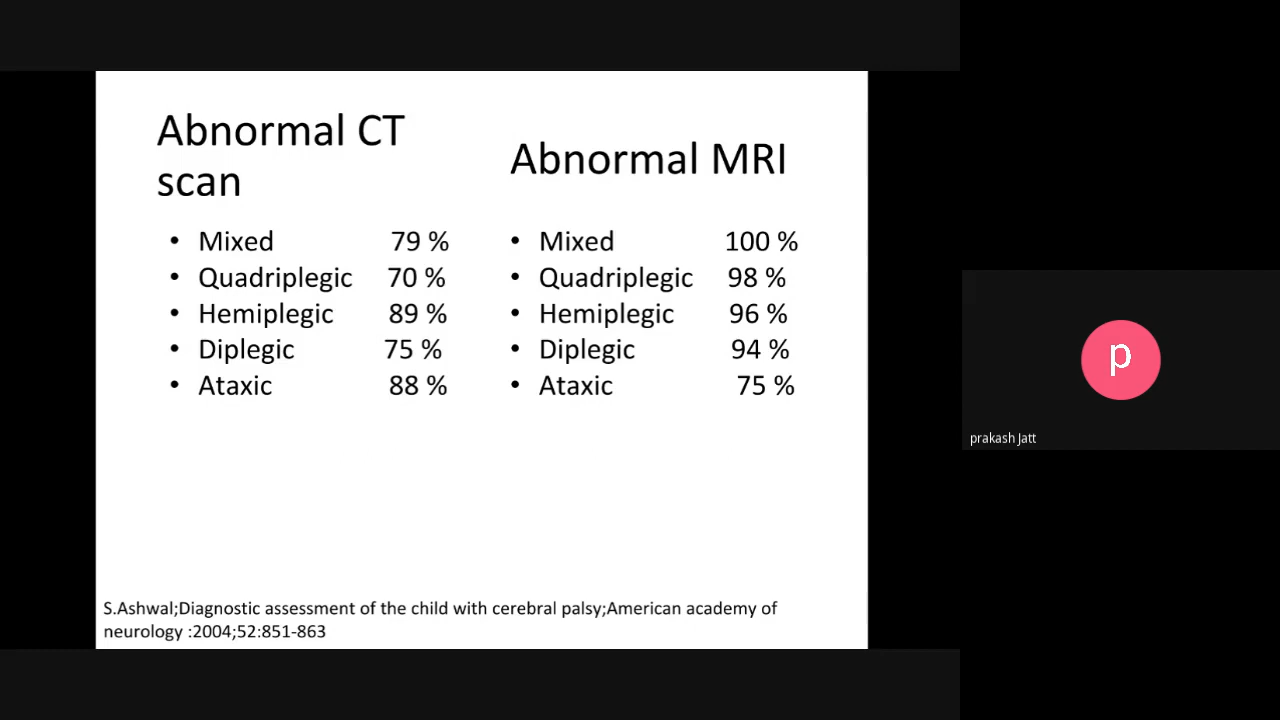 Abnormal CT
scan
• Mixed 79 %
• Quadriplegic 70 %
• Hemiplegic 89 %
• Diplegic 75 %
• Ataxic 88 %
Abnormal MRI
• Mixed 100 %
• Quadriplegic 98 %
• Hemiplegic 96 %
• Diplegic 94 %
• Ataxic 75 %
S.Ashwal;Diagnostic assessment of the child with cerebral palsy;American academy of
neurology :2004;52:851-863
p
prakash Jatt